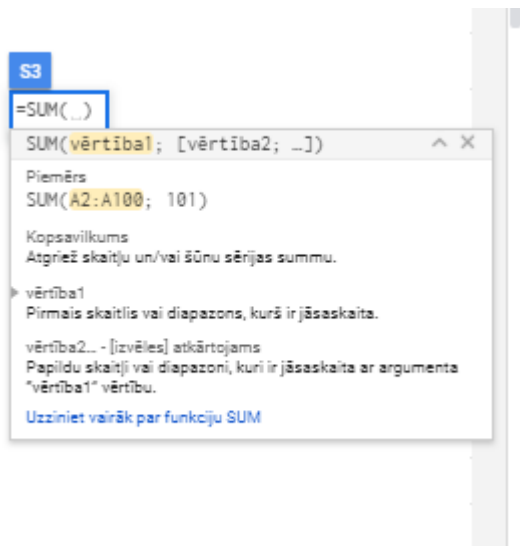 S3
=SUM( )
SUM(vērtība1; [vērtība2; …])
Piemērs
SUM(A2:A100; 101)
Kopsavilkums
Atgriež skaitļu un/vai šūnu sērijas summu.
vērtība1
Pirmais skaitlis vai diapazons, kurš ir jāsaskaita.
vērtība2… - [izvēles] atkārtojams
Papildu skaitļi vai diapazoni, kuri ir jāsaskaita ar argumenta
"vērtība1" vērtību.
Uzziniet vairāk par funkciju SUM